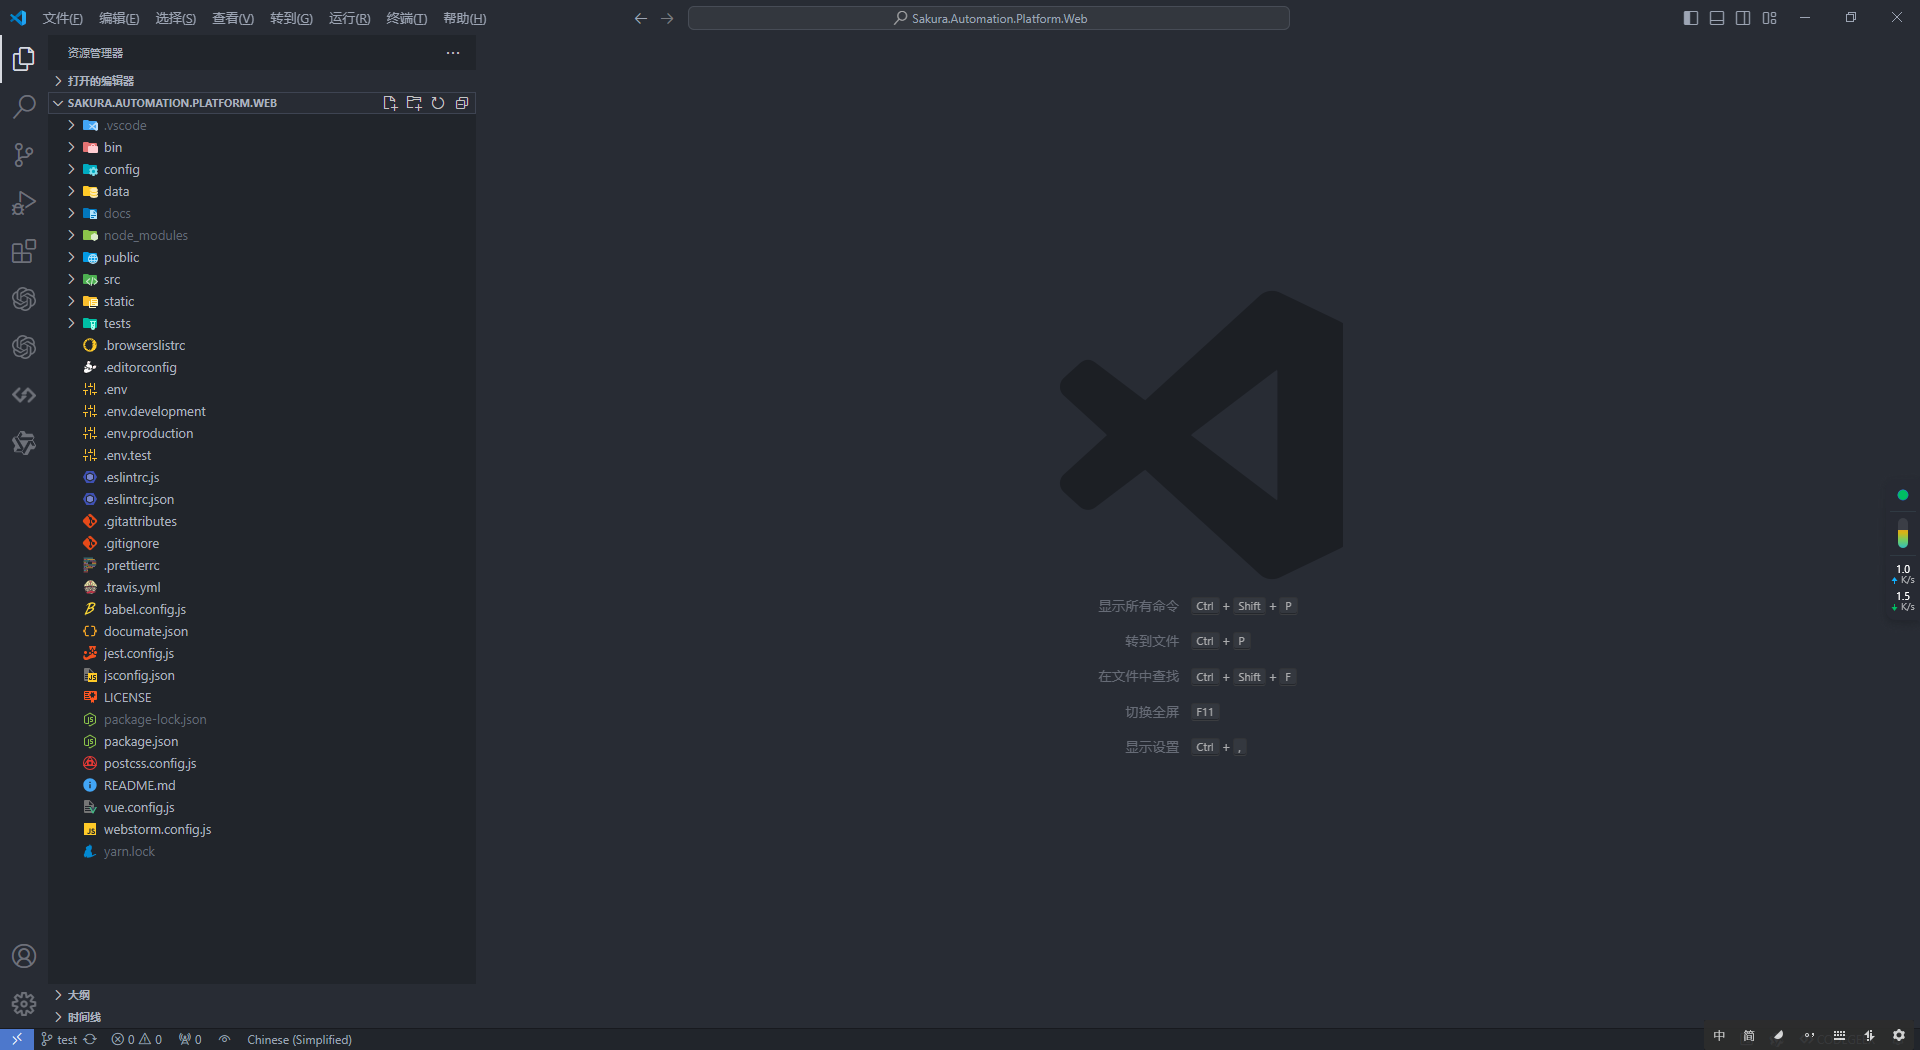 文件(F) 编辑(E) 选择(S) 查看(V) 转到(G) 运行(R) 终端(T) 帮助(H) Sakura.Automation.Platform.Web
资源管理器
打开的编辑器
SAKURA.AUTOMATION.PLATFORM.WEB
.vscode
bin
config
data
docs
node_modules
public
src
static
tests
.browserslistrc
.editorconfig
.env
.env.development
.env.production
.env.test
.eslintrc.js
.eslintrc.json
.gitattributes
.gitignore
.prettierrc
.travis.yml
babel.config.js
documate.json
jest.config.js
jsconfig.json
LICENSE
package-lock.json
package.json
postcss.config.js
README.md
vue.config.js
webstorm.config.js
yarn.lock
大纲
时间线
显示所有命令 Ctrl + Shift + P
转到文件 Ctrl + P
在文件中查找 Ctrl + Shift + F
切换全屏 F11
显示设置 Ctrl + ,
1.0
K/s
1.5
K/s
test 0 0 0 Chinese (Simplified)
中 简